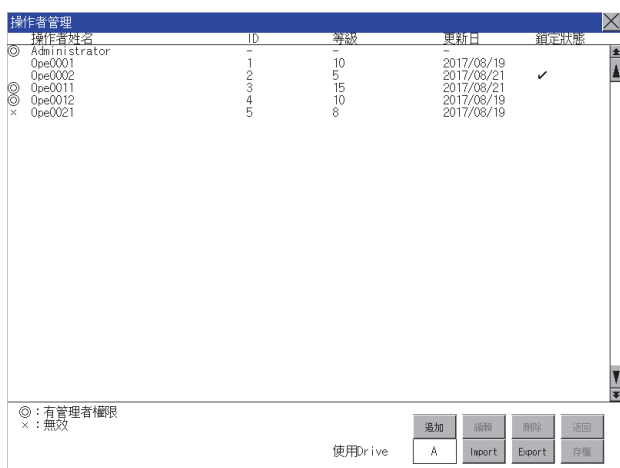 操作者管理
操作者姓名 ID 等級 更新日 鎖定狀態
◎ Administrator - - -
Ope0001 1 10 2017/08/19
Ope0002 2 5 2017/08/21 ✓
◎ Ope0011 3 15 2017/08/21
◎ Ope0012 4 10 2017/08/19
× Ope0021 5 8 2017/08/19
◎：有管理者權限
×：無效
追加 編輯 刪除 返回
使用Drive A Import Export 存檔